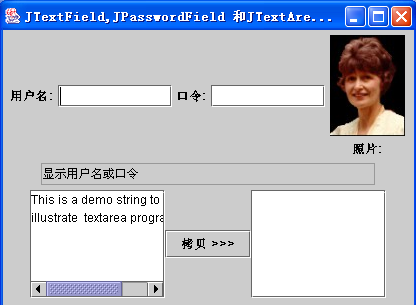 JTextField,JPasswordField 和JTextAre...
用户名:
口令:
照片:
显示用户名或口令
This is a demo string to
illustrate textarea progra
拷贝 >>>